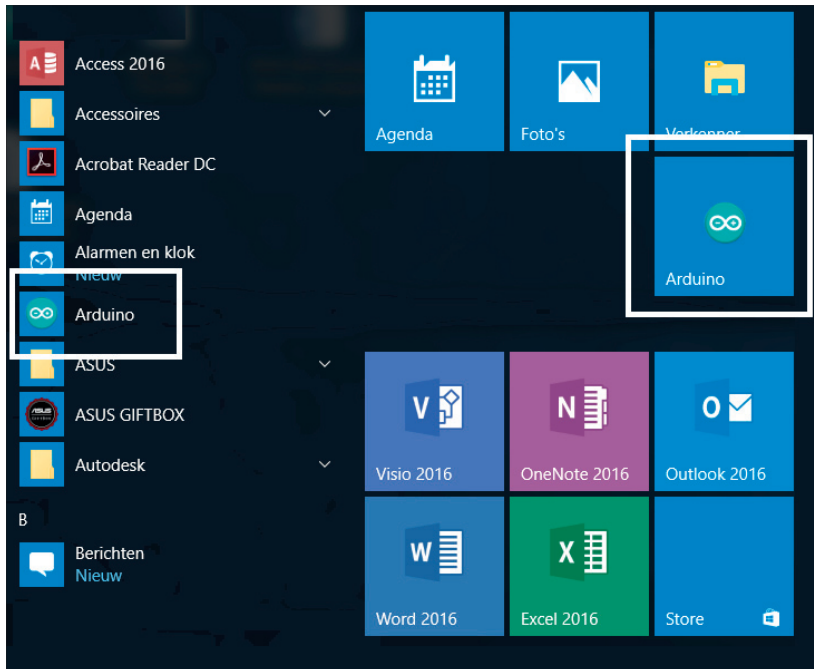 Access 2016
Accessoires
Acrobat Reader DC
Agenda
Alarmen en klok
Nieuw
Arduino
ASUS
ASUS GIFTBOX
Autodesk
B
Berichten
Nieuw
Agenda
Foto's
Verkenner
Arduino
Visio 2016
OneNote 2016
Outlook 2016
Word 2016
Excel 2016
Store